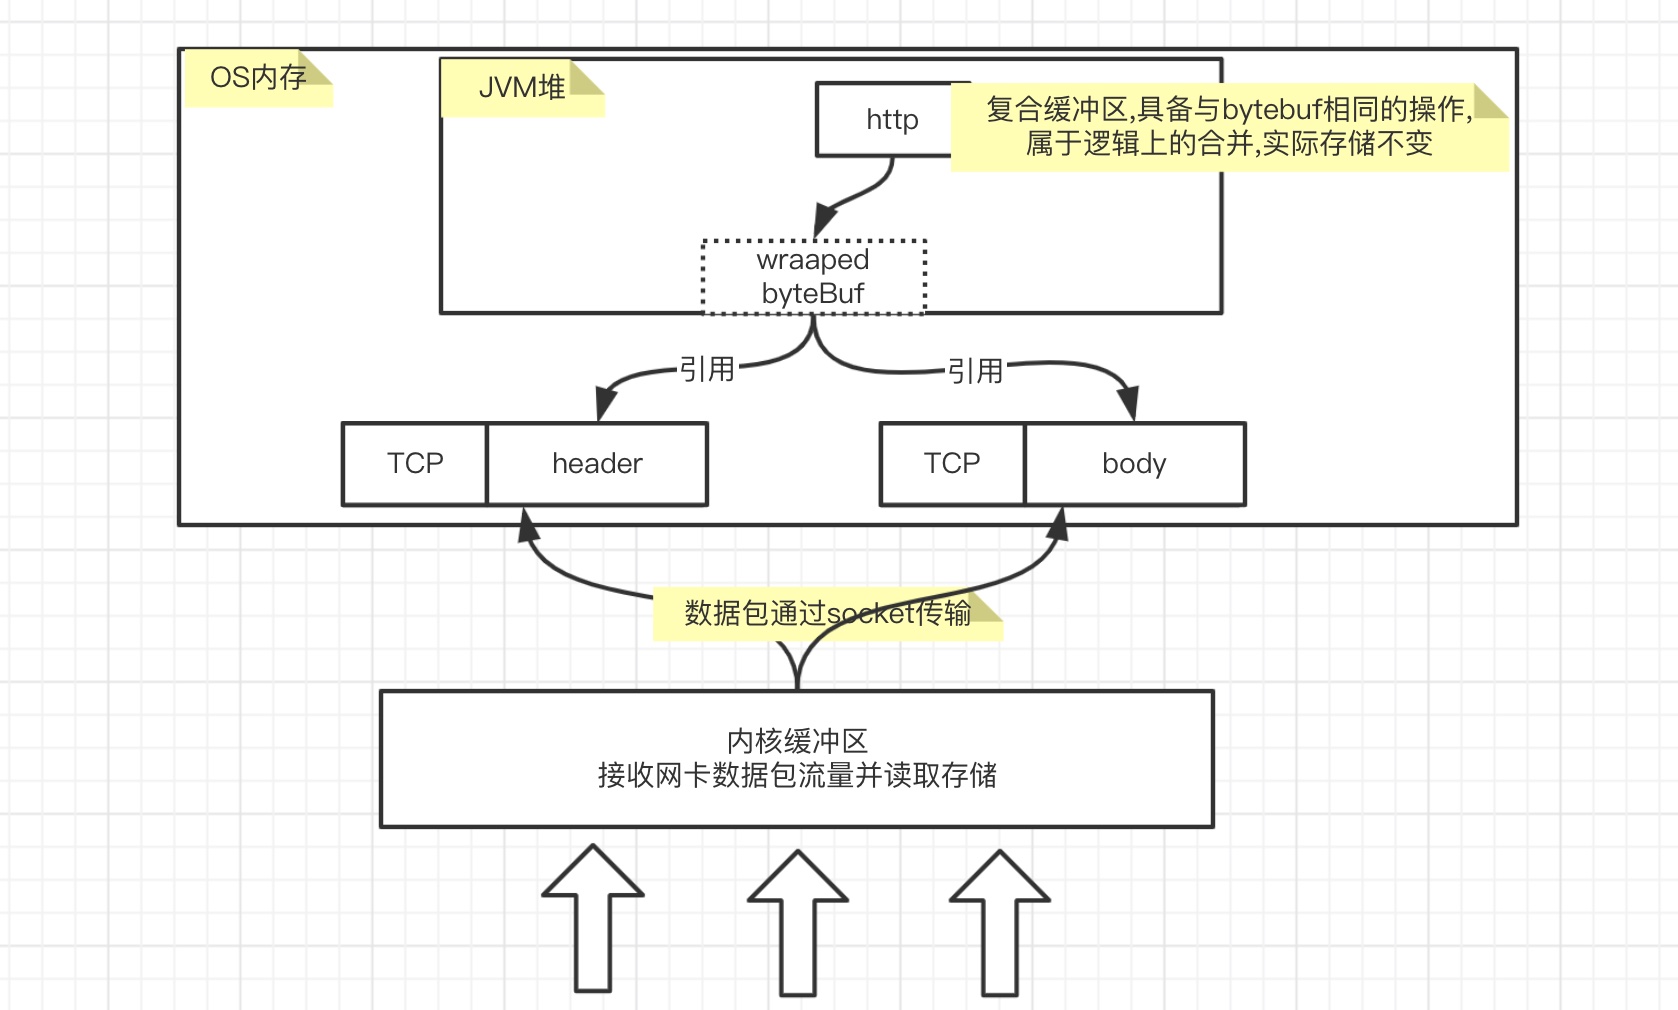 OS内存
JVM堆
http
复合缓冲区,具备与bytebuf相同的操作,
属于逻辑上的合并,实际存储不变
wraaped
byteBuf
引用
引用
TCP
header
TCP
body
数据包通过socket传输
内核缓冲区
接收网卡数据包流量并读取存储